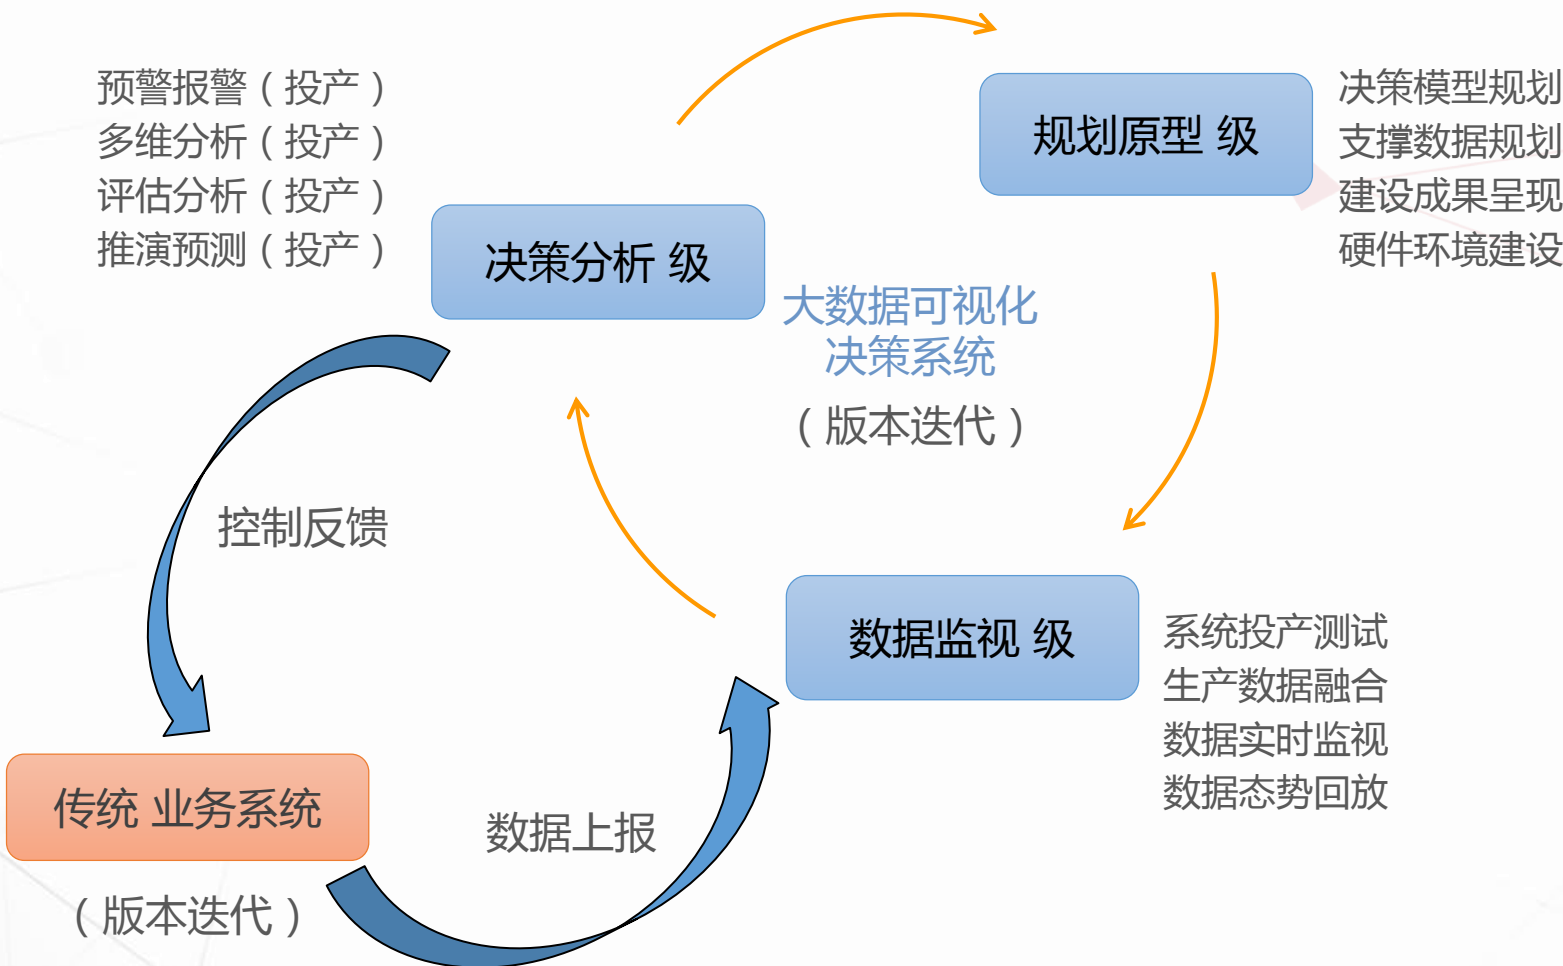 预警报警（投产）
多维分析（投产）
评估分析（投产）
推演预测（投产）
决策分析 级
规划原型 级
决策模型规划
支撑数据规划
建设成果呈现
硬件环境建设
大数据可视化
决策系统
（版本迭代）
控制反馈
数据监视 级
系统投产测试
生产数据融合
数据实时监视
数据态势回放
传统 业务系统
（版本迭代）
数据上报